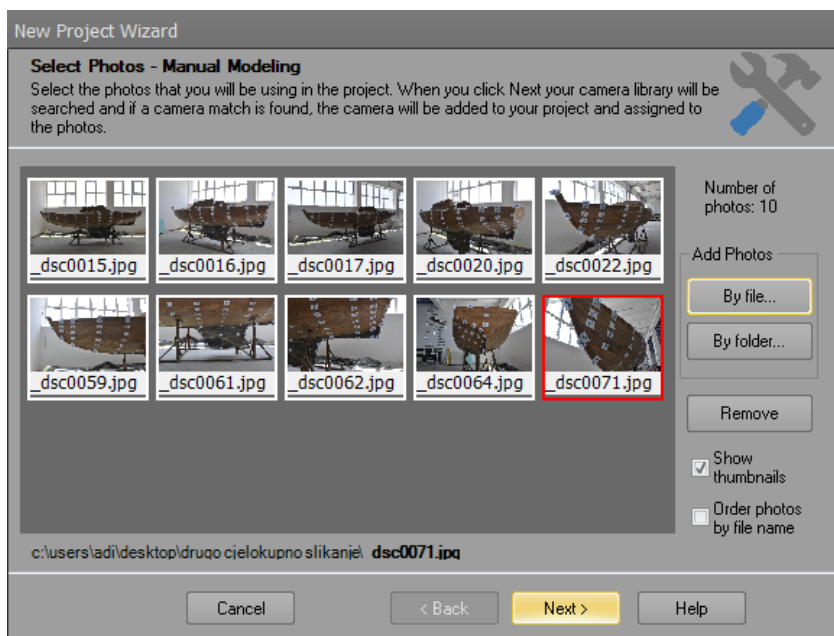 New Project Wizard
Select Photos - Manual Modeling
Select the photos that you will be using in the project. When you click Next your camera library will be
searched and if a camera match is found, the camera will be added to your project and assigned to
the photos.
Number of
photos: 10
_dsc0015.jpg
_dsc0016.jpg
_dsc0017.jpg
_dsc0020.jpg
_dsc0022.jpg
Add Photos
By file...
By folder...
_dsc0059.jpg
_dsc0061.jpg
_dsc0062.jpg
_dsc0064.jpg
_dsc0071.jpg
Remove
Show
thumbnails
Order photos
by file name
c:\users\adi\desktop\drugo cjelokupno slikanje\_dsc0071.jpg
Cancel
< Back
Next >
Help